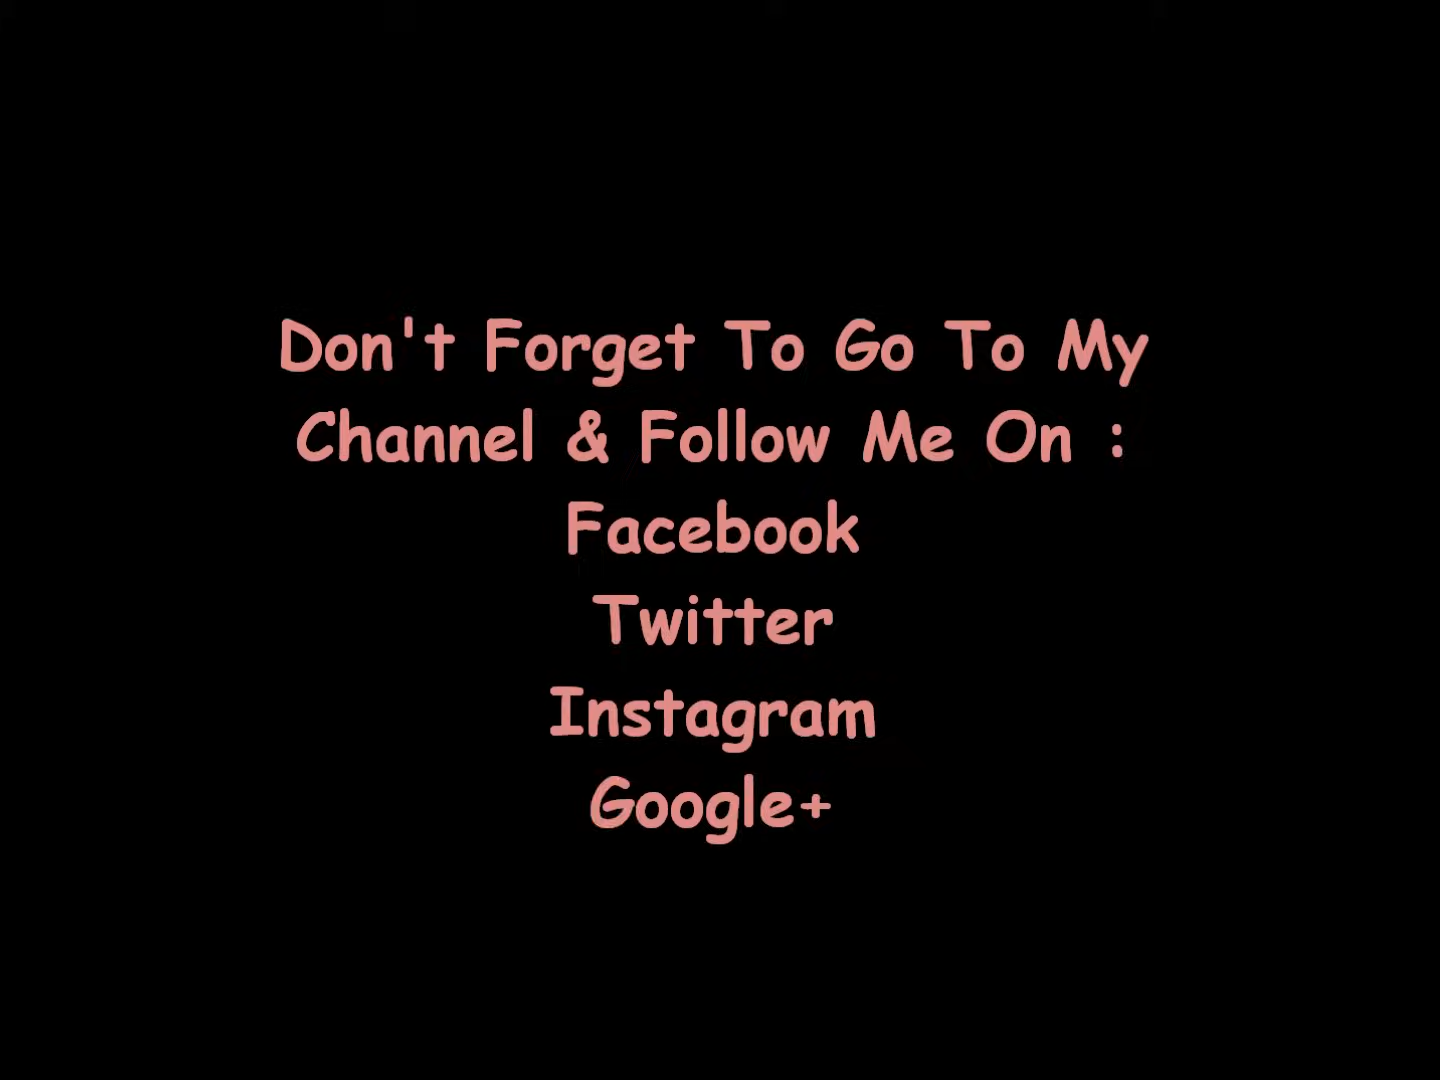 Don't Forget To Go To My
Channel & Follow Me On :
Facebook
Twitter
Instagram
Google+